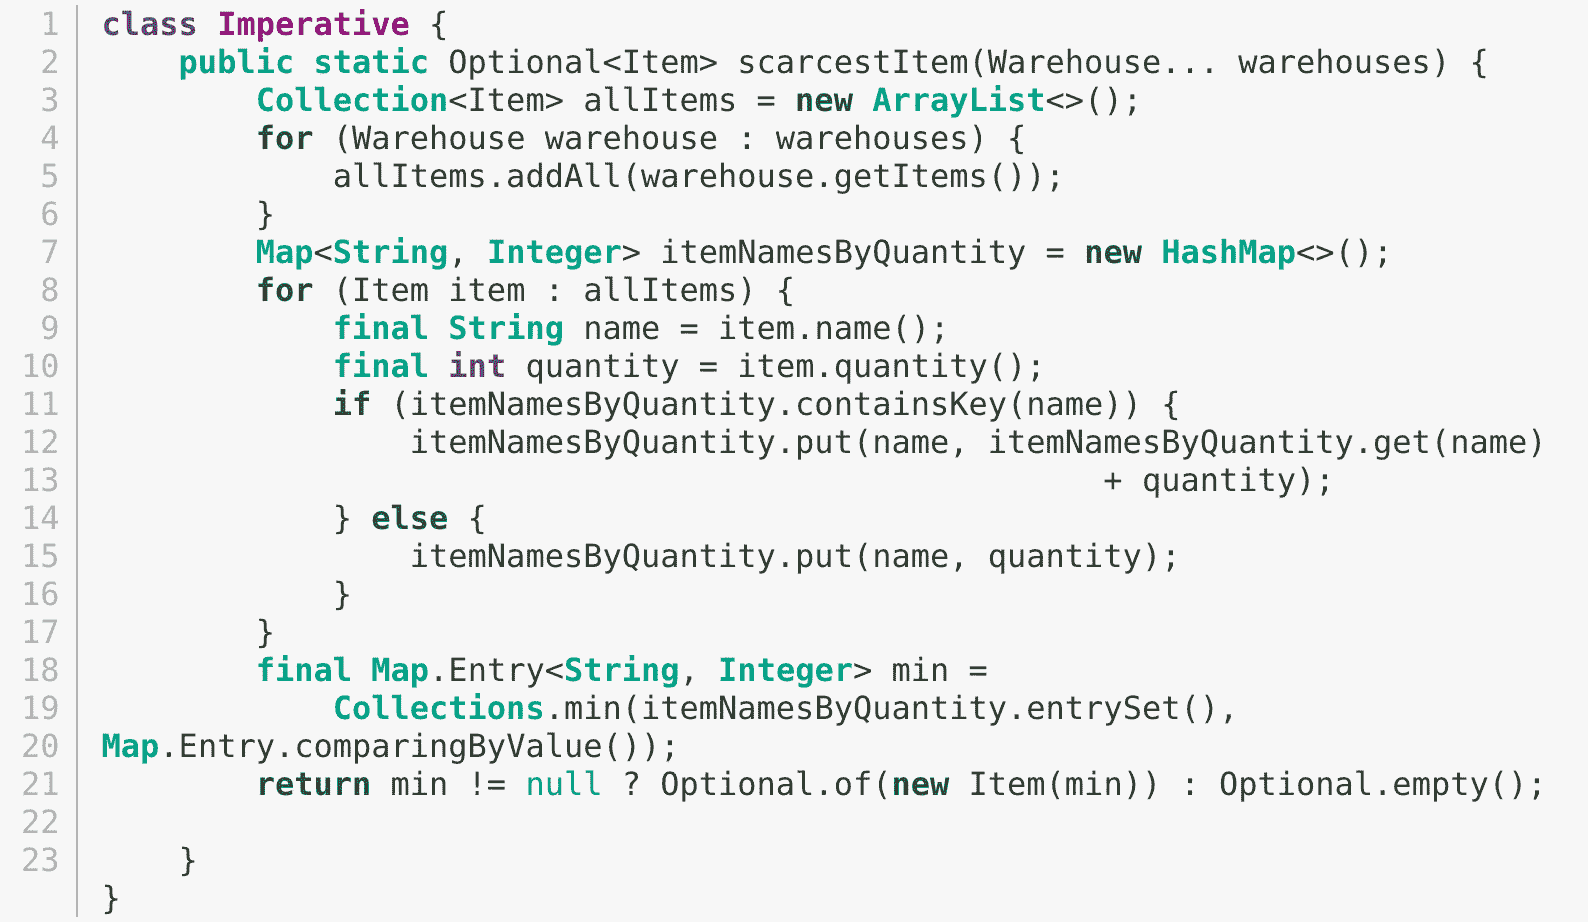 1 class Imperative {
2     public static Optional<Item> scarcestItem(Warehouse... warehouses) {
3         Collection<Item> allItems = new ArrayList<>();
4         for (Warehouse warehouse : warehouses) {
5             allItems.addAll(warehouse.getItems());
6         }
7         Map<String, Integer> itemNamesByQuantity = new HashMap<>();
8         for (Item item : allItems) {
9             final String name = item.name();
10             final int quantity = item.quantity();
11             if (itemNamesByQuantity.containsKey(name)) {
12                 itemNamesByQuantity.put(name, itemNamesByQuantity.get(name)
13                                                     + quantity);
14             } else {
15                 itemNamesByQuantity.put(name, quantity);
16             }
17         }
18         final Map.Entry<String, Integer> min =
19             Collections.min(itemNamesByQuantity.entrySet(),
20 Map.Entry.comparingByValue());
21         return min != null ? Optional.of(new Item(min)) : Optional.empty();
22
23     }
}